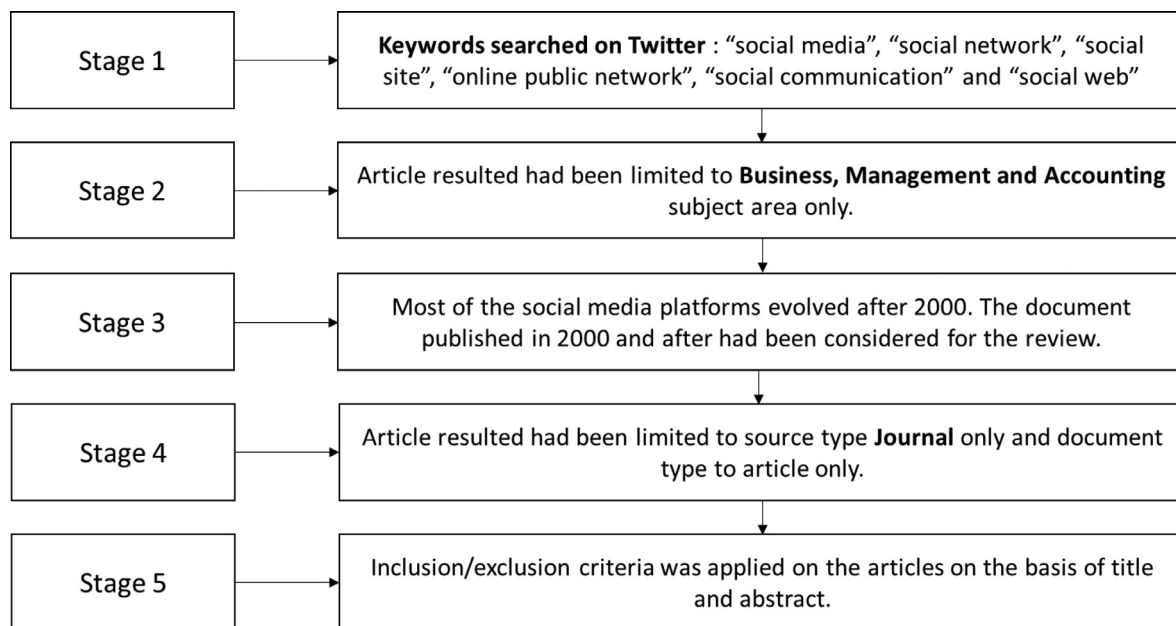 Stage 1
Keywords searched on Twitter : “social media”, “social network”, “social
site”, “online public network”, “social communication” and “social web”
Stage 2
Article resulted had been limited to Business, Management and Accounting
subject area only.
Stage 3
Most of the social media platforms evolved after 2000. The document
published in 2000 and after had been considered for the review.
Stage 4
Article resulted had been limited to source type Journal only and document
type to article only.
Stage 5
Inclusion/exclusion criteria was applied on the articles on the basis of title
and abstract.